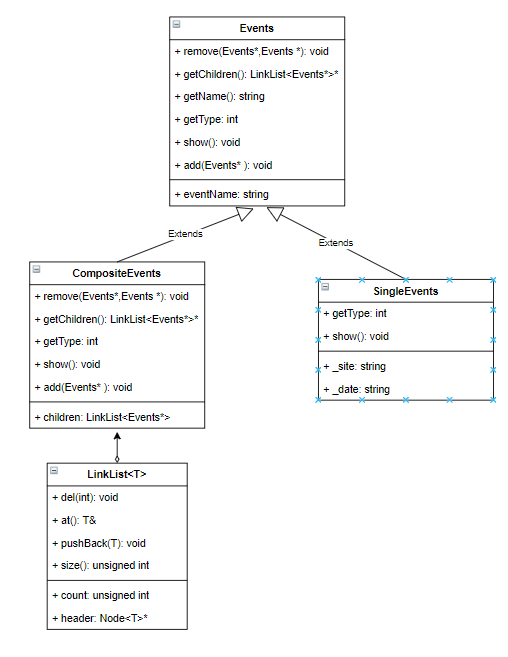 Events
+ remove(Events*,Events *): void
+ getChildren(): LinkList<Events*>*
+ getName(): string
+ getType: int
+ show(): void
+ add(Events* ): void
+ eventName: string
Extends
Extends
CompositeEvents
+ remove(Events*,Events *): void
+ getChildren(): LinkList<Events*>*
+ getType: int
+ show(): void
+ add(Events* ): void
+ children: LinkList<Events*>
SingleEvents
+ getType: int
+ show(): void
+ _site: string
+ _date: string
LinkList<T>
+ del(int): void
+ at(): T&
+ pushBack(T): void
+ size(): unsigned int
+ count: unsigned int
+ header: Node<T>*